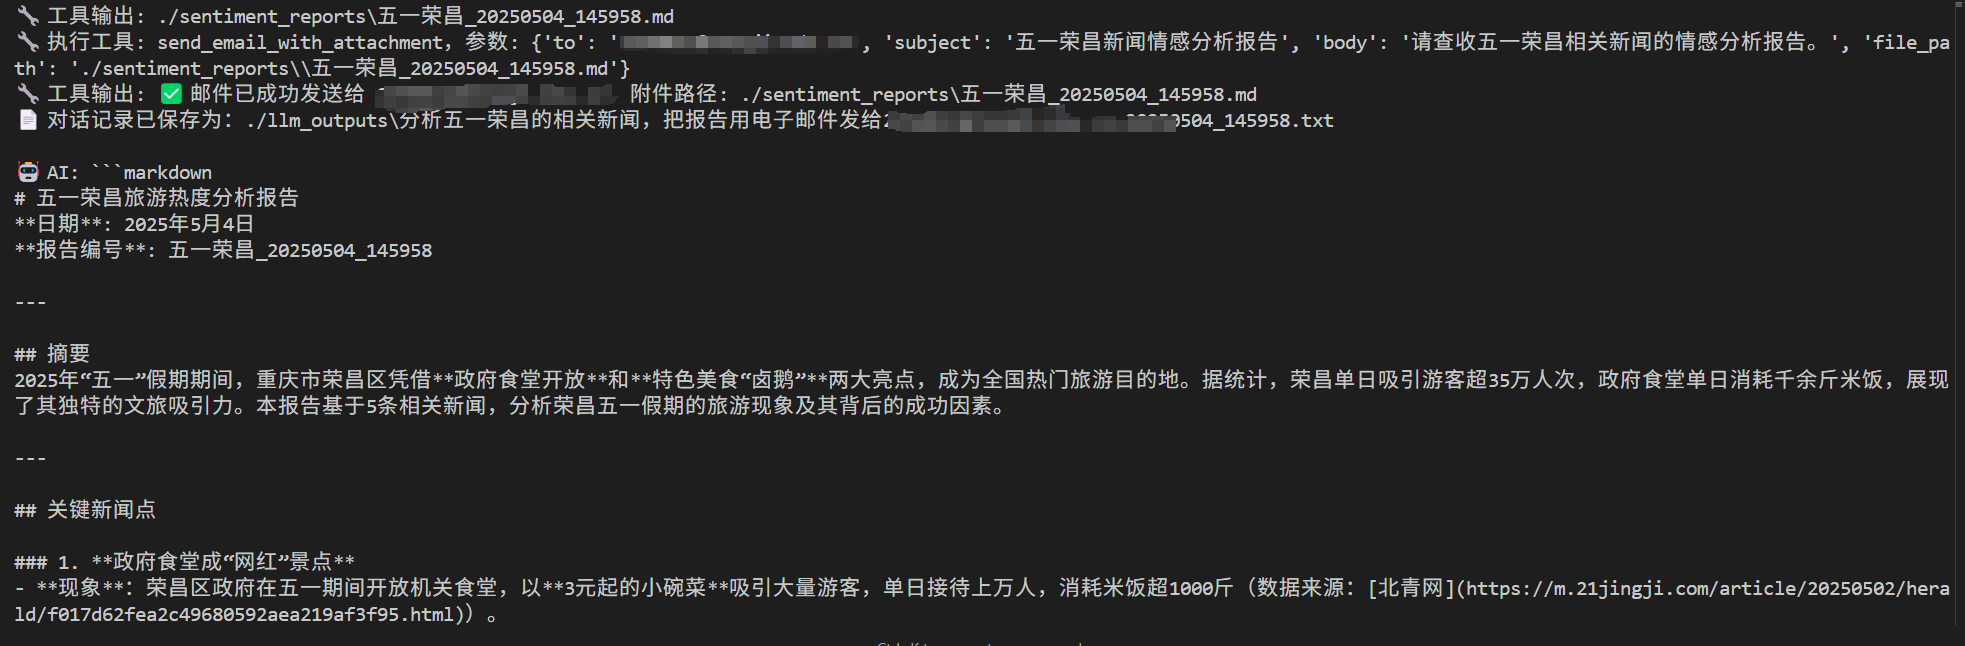 🔧 工具输出: ./sentiment_reports\五一荣昌_20250504_145958.md
🔧 执行工具: send_email_with_attachment, 参数: {'to': ' ', 'subject': '五一荣昌新闻情感分析报告', 'body': '请查收五一荣昌相关新闻的情感分析报告。', 'file_pa
th': './sentiment_reports\\五一荣昌_20250504_145958.md'}
🔧 工具输出: ✅ 邮件已成功发送给 附件路径: ./sentiment_reports\五一荣昌_20250504_145958.md
📄 对话记录已保存为: ./llm_outputs\分析五一荣昌的相关新闻，把报告用电子邮件发给 0504_145958.txt
🤖 AI: ```markdown
# 五一荣昌旅游热度分析报告
**日期**: 2025年5月4日
**报告编号**: 五一荣昌_20250504_145958
---
## 摘要
2025年“五一”假期期间，重庆市荣昌区凭借**政府食堂开放**和**特色美食“卤鹅”**两大亮点，成为全国热门旅游目的地。据统计，荣昌单日吸引游客超35万人次，政府食堂单日消耗千余斤米饭，展现
了其独特的文旅吸引力。本报告基于5条相关新闻，分析荣昌五一假期的旅游现象及其背后的成功因素。
---
## 关键新闻点
### 1. **政府食堂成“网红”景点**
- **现象**: 荣昌区政府在五一期间开放机关食堂，以**3元起的小碗菜**吸引大量游客，单日接待上万人，消耗米饭超1000斤（数据来源：[北青网](https://m.21jingji.com/article/20250502/hera
ld/f017d62fea2c49680592aea219af3f95.html)）。